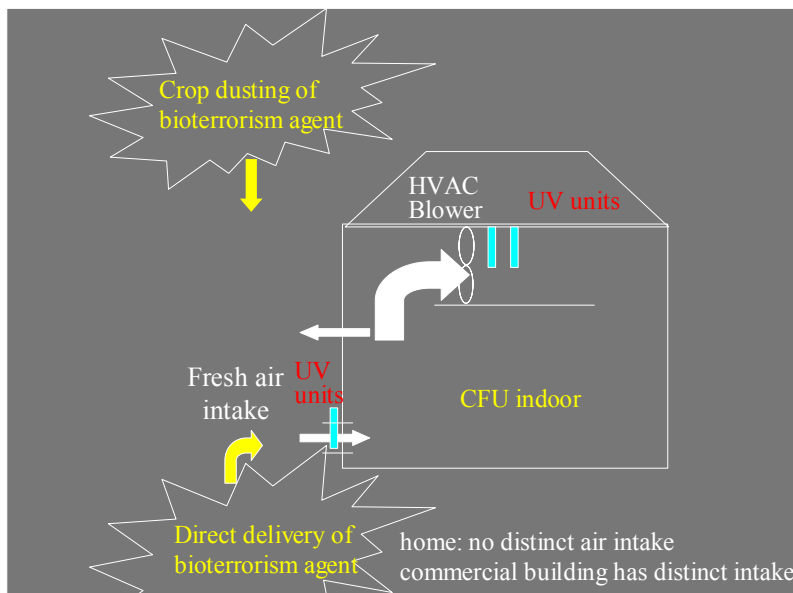 Crop dusting of
bioterrorism agent
HVAC
Blower
UV units
Fresh air
intake
UV
units
CFU indoor
Direct delivery of
bioterrorism agent
home: no distinct air intake
commercial building has distinct intake